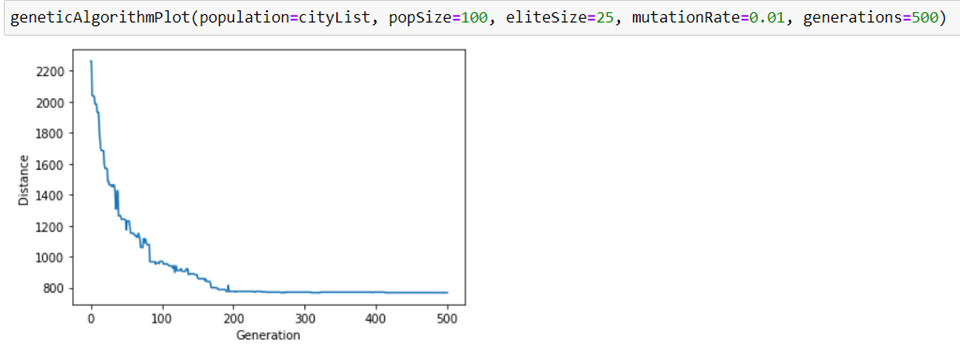 geneticAlgorithmPlot(population=cityList, popSize=100, eliteSize=25, mutationRate=0.01, generations=500)
2200
2000
1800
1600
1400
1200
1000
800
Distance
0 100 200 300 400 500
Generation